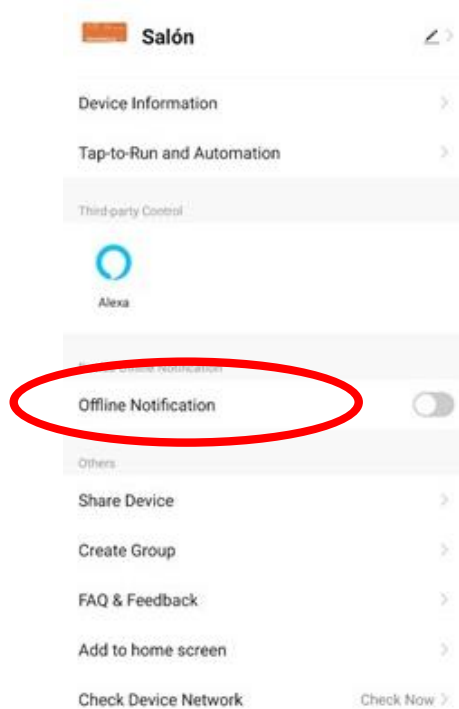 Salón
Device Information
Tap-to-Run and Automation
Third-party Control
Alexa
Offline Notification
Others
Share Device
Create Group
FAQ & Feedback
Add to home screen
Check Device Network Check Now